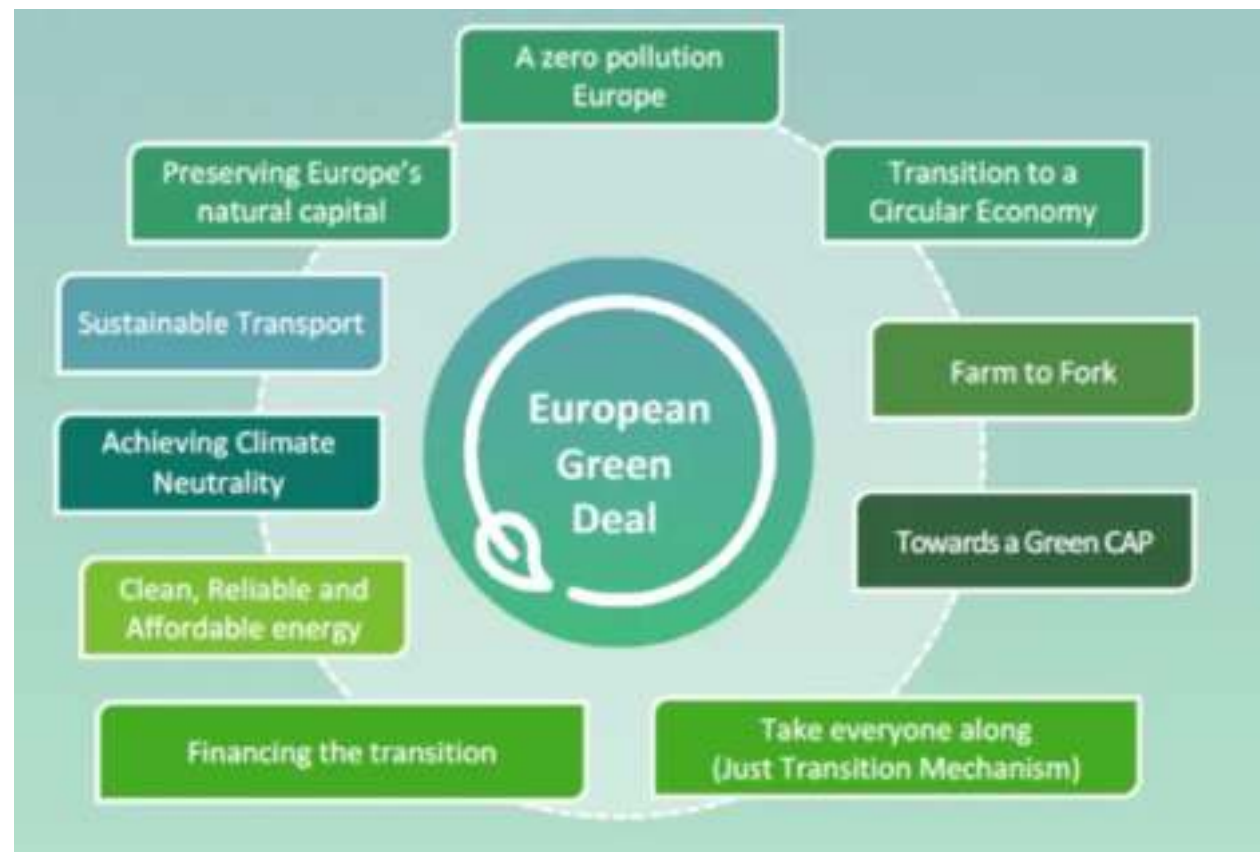 A zero pollution
Europe
Preserving Europe's
natural capital
Transition to a
Circular Economy
Sustainable Transport
Farm to Fork
European
Green
Deal
Achieving Climate
Neutrality
Towards a Green CAP
Clean, Reliable and
Affordable energy
Financing the transition
Take everyone along
(Just Transition Mechanism)